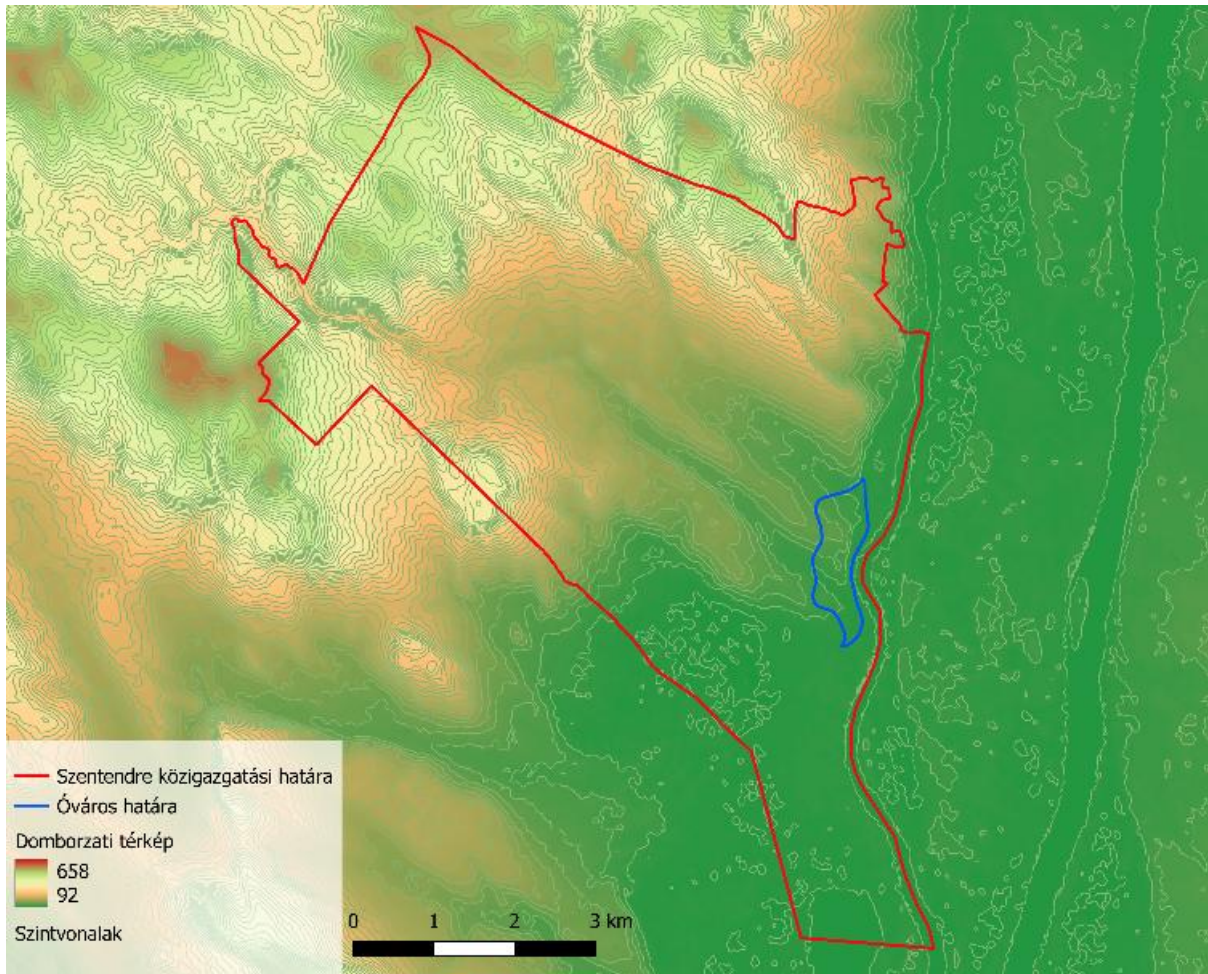 Szentendre közigazgatási határa
Óváros határa
Domborzati térkép
658
92
Szintvonalak
0 1 2 3 km